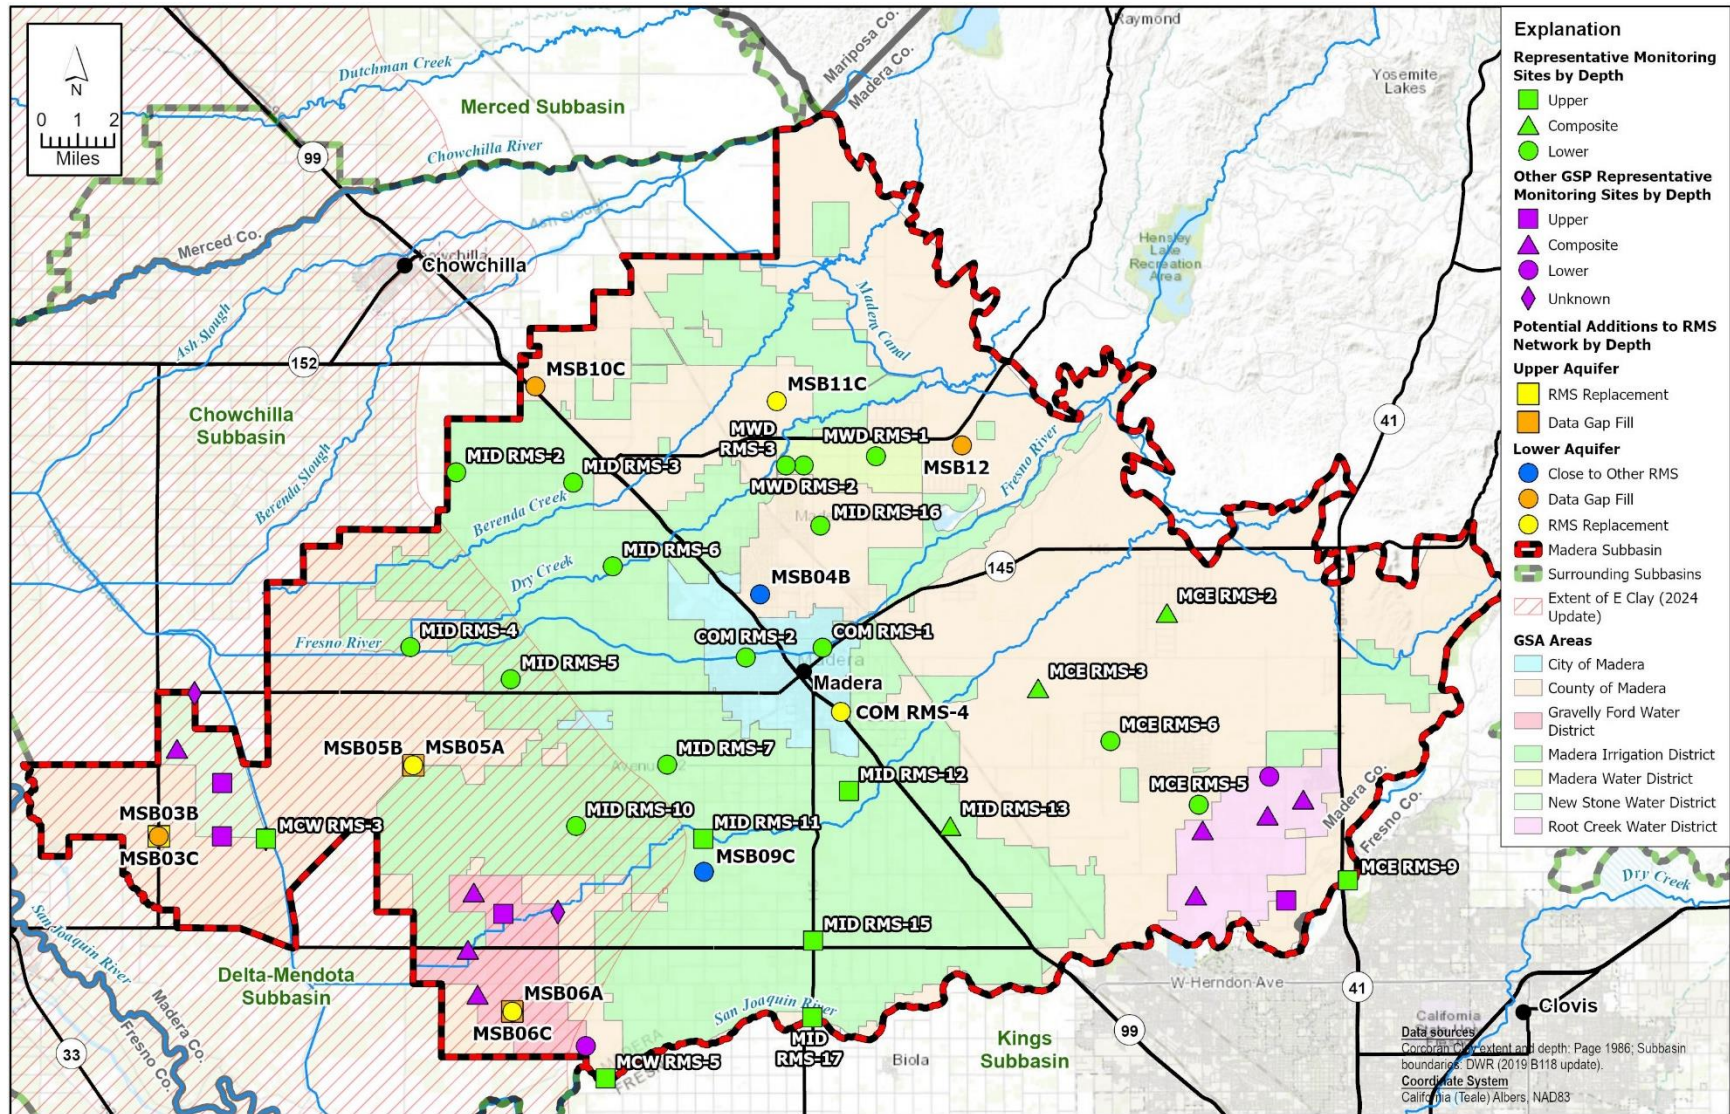 Raymond
Mariposa Co.
Madera Co.
Yosemite
Lakes
Dutchman Creek
Merced Subbasin
N
0 1 2
Miles
99
Chowchilla River
Ash Slough
Merced Co.
Chowchilla
Hensley
Lake
Recreation
Area
Ash Slough
Madera Canal
152
MSB10C
MSB11C
41
Chowchilla
Subbasin
MWD
RMS-3
MWD RMS-1
MSB12
MID RMS-2
MID RMS-3
MWD RMS-2
Fresno River
Berenda Slough
Berenda Creek
MID RMS-16
MID RMS-6
Dry Creek
145
MSB04B
MCE RMS-2
MID RMS-4
Fresno River
COM RMS-2
COM RMS-1
MID RMS-5
Madera
MCE RMS-3
COM RMS-4
MCE RMS-6
MSB05B
MSB05A
MID RMS-7
MID RMS-12
MCE RMS-5
MSB03B
MSB03C
MCW RMS-3
MID RMS-10
MID RMS-11
MID RMS-13
MSB09C
Madera Co.
Fresno Co.
MCE RMS-9
Dry Creek
MID RMS-15
San Joaquin River
Delta-Mendota
Subbasin
W Herndon Ave
41
MSB06A
MSB06C
San Joaquin River
Clovis
Madera Co.
Fresno Co.
33
MID
RMS-17
Kings
Subbasin
99
MCW RMS-5
Biola
Explanation
Representative Monitoring
Sites by Depth
Upper
Composite
Lower
Other GSP Representative
Monitoring Sites by Depth
Upper
Composite
Lower
Unknown
Potential Additions to RMS
Network by Depth
Upper Aquifer
RMS Replacement
Data Gap Fill
Lower Aquifer
Close to Other RMS
Data Gap Fill
RMS Replacement
Madera Subbasin
Surrounding Subbasins
Extent of E Clay (2024
Update)
GSA Areas
City of Madera
County of Madera
Gravelly Ford Water
District
Madera Irrigation District
Madera Water District
New Stone Water District
Root Creek Water District
Data sources
Corcoran Clay extent and depth: Page 1986; Subbasin
boundaries: DWR (2019 B118 update).
Coordinate System
California (Teale) Albers, NAD83